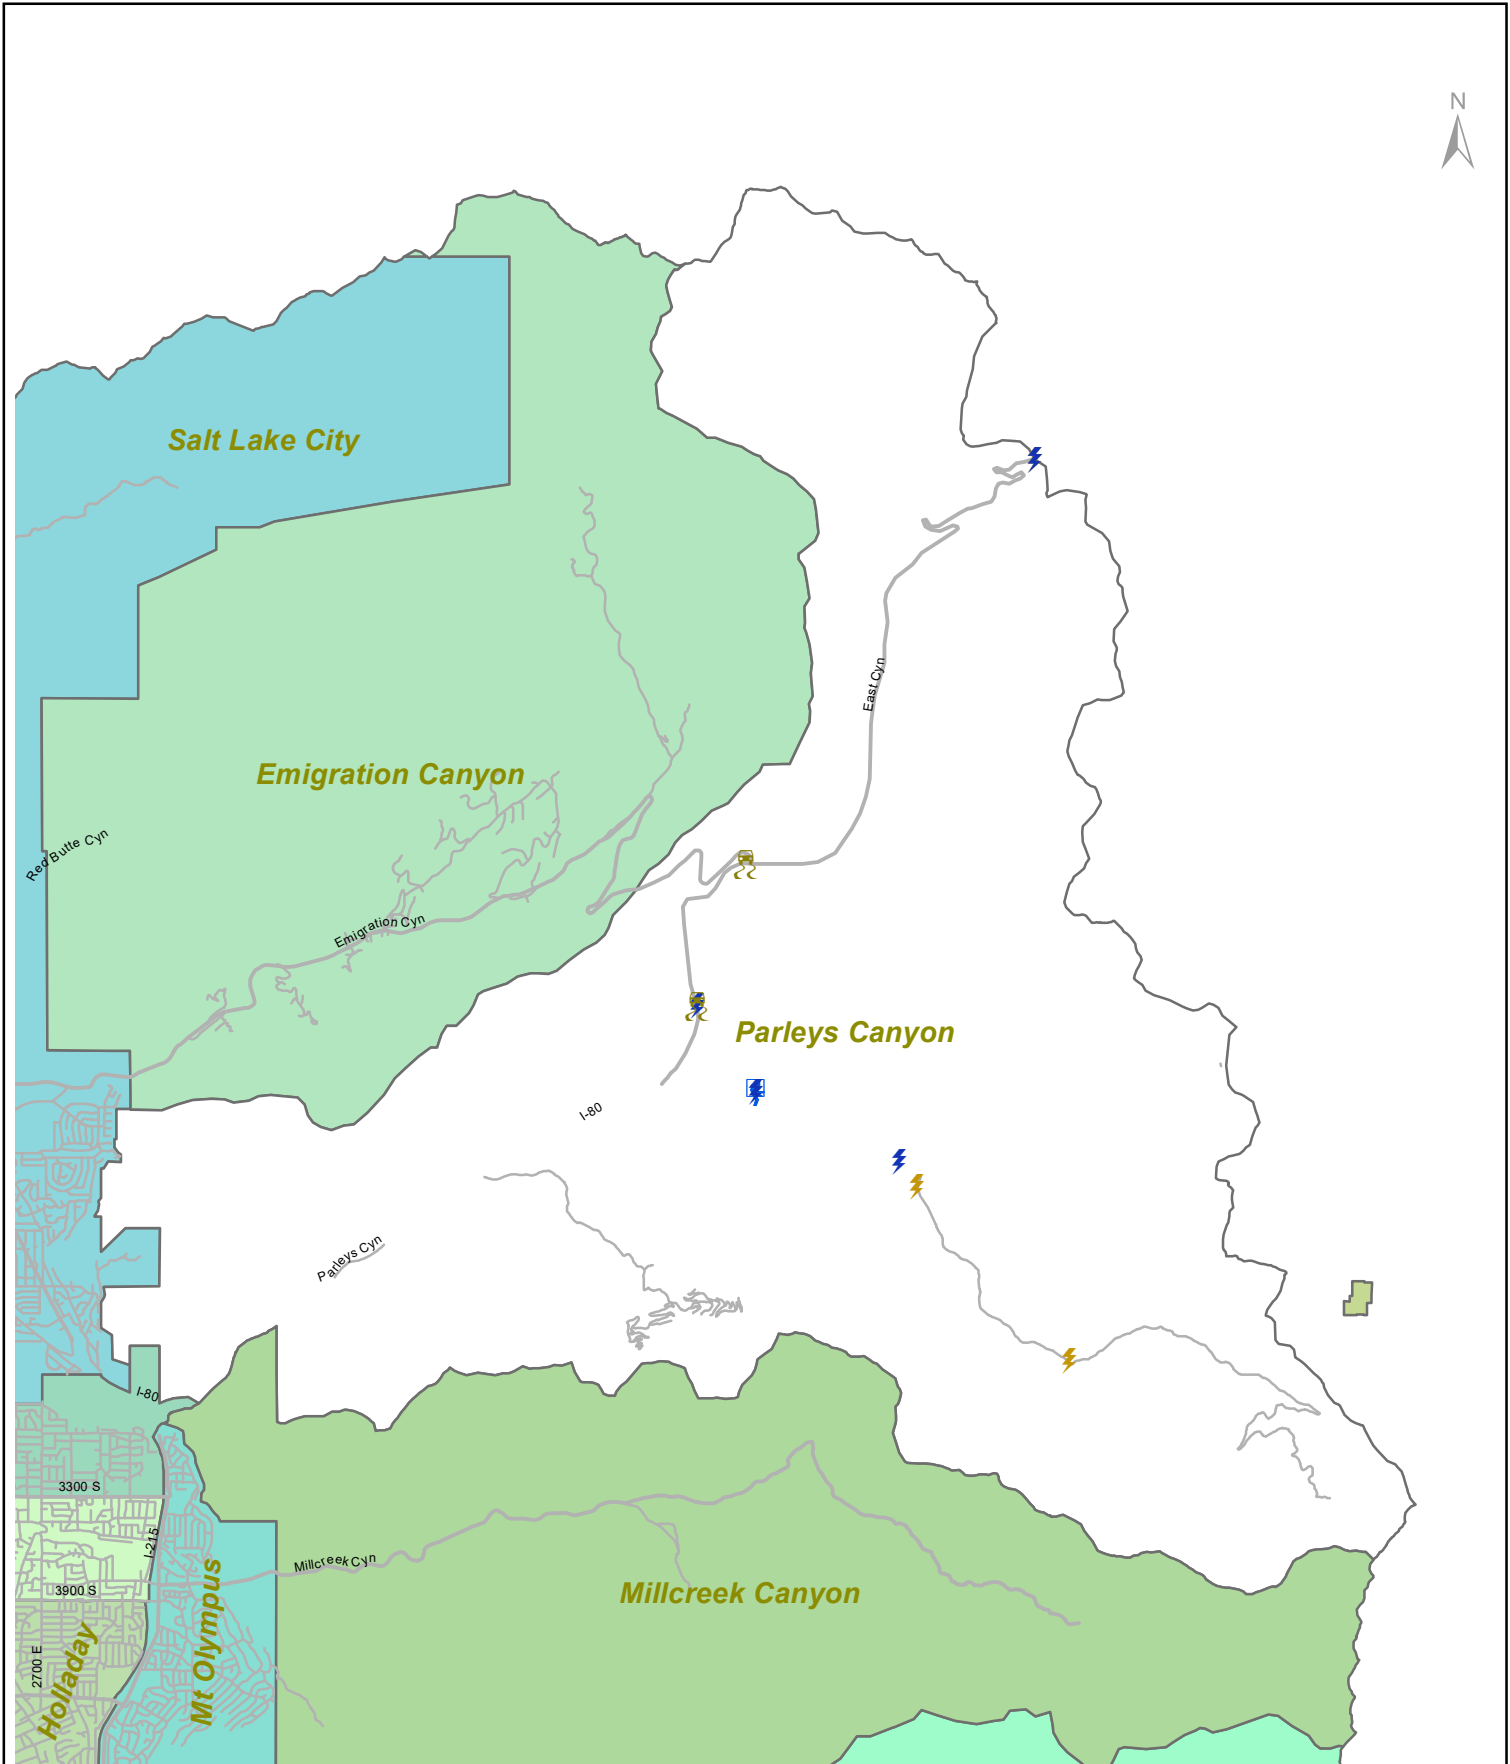 N
Salt Lake City
East Cyn
Emigration Canyon
Red Butte Cyn
Emigration Cyn
Parleys Canyon
I-80
Parleys Cyn
I-80
3300 S
I-215
Millcreek Cyn
3900 S
Millcreek Canyon
Mt Olympus
2700 E
Holladay